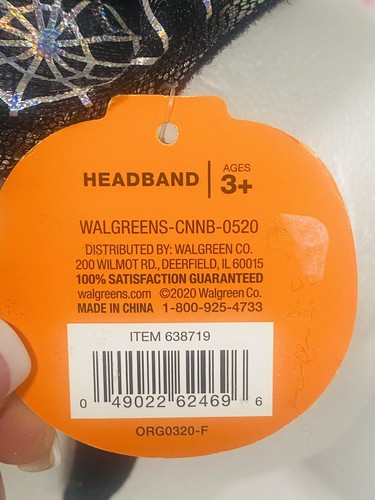 HEADBAND | AGES 3+
WALGREENS-CNNB-0520
DISTRIBUTED BY: WALGREEN CO.
200 WILMOT RD., DEERFIELD, IL 60015
100% SATISFACTION GUARANTEED
walgreens.com ©2020 Walgreen Co.
MADE IN CHINA 1-800-925-4733
ITEM 638719
0 49022 62469 6
ORG0320-F